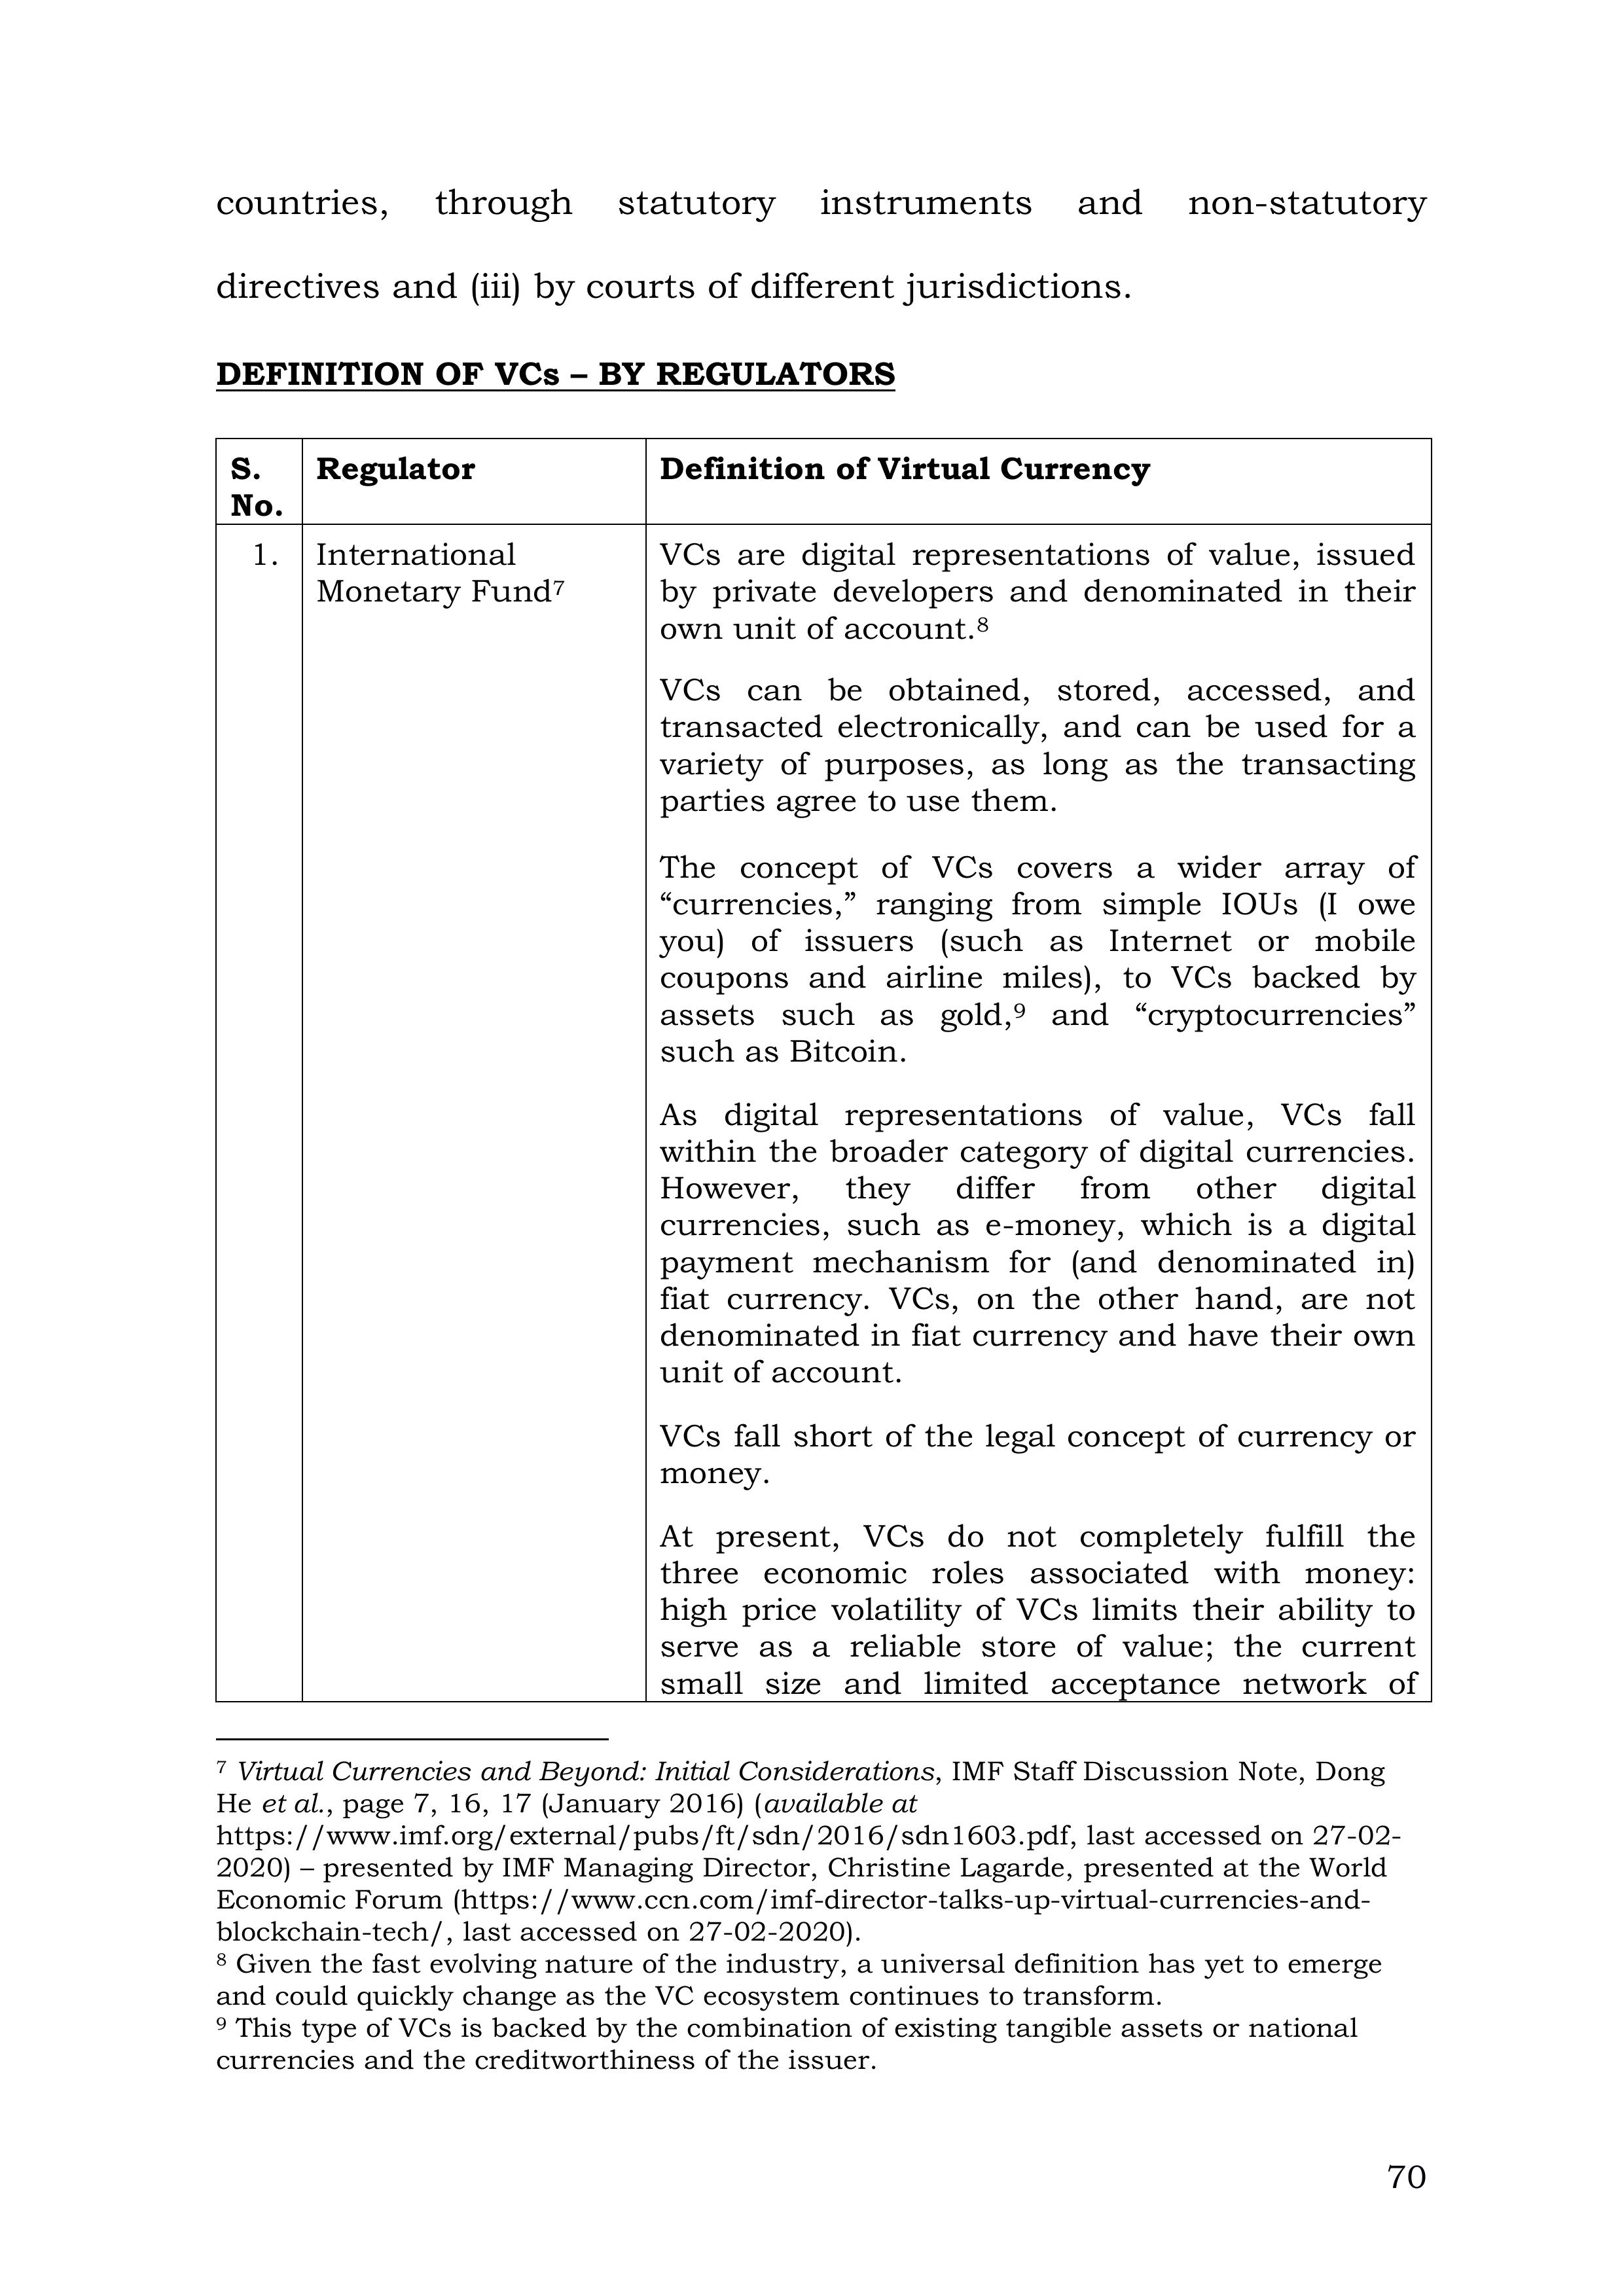 countries, through statutory instruments and non-statutory
directives and (iii) by courts of different jurisdictions.
DEFINITION OF VCs – BY REGULATORS
S. No.
Regulator
Definition of Virtual Currency
1.
International
Monetary Fund⁷
VCs are digital representations of value, issued
by private developers and denominated in their
own unit of account.⁸
VCs can be obtained, stored, accessed, and
transacted electronically, and can be used for a
variety of purposes, as long as the transacting
parties agree to use them.
The concept of VCs covers a wider array of
“currencies,” ranging from simple IOUs (I owe
you) of issuers (such as Internet or mobile
coupons and airline miles), to VCs backed by
assets such as gold,⁹ and “cryptocurrencies”
such as Bitcoin.
As digital representations of value, VCs fall
within the broader category of digital currencies.
However, they differ from other digital
currencies, such as e-money, which is a digital
payment mechanism for (and denominated in)
fiat currency. VCs, on the other hand, are not
denominated in fiat currency and have their own
unit of account.
VCs fall short of the legal concept of currency or
money.
At present, VCs do not completely fulfill the
three economic roles associated with money:
high price volatility of VCs limits their ability to
serve as a reliable store of value; the current
small size and limited acceptance network of
⁷ Virtual Currencies and Beyond: Initial Considerations, IMF Staff Discussion Note, Dong
He et al., page 7, 16, 17 (January 2016) (available at
https://www.imf.org/external/pubs/ft/sdn/2016/sdn1603.pdf, last accessed on 27-02-
2020) – presented by IMF Managing Director, Christine Lagarde, presented at the World
Economic Forum (https://www.ccn.com/imf-director-talks-up-virtual-currencies-and-
blockchain-tech/, last accessed on 27-02-2020).
⁸ Given the fast evolving nature of the industry, a universal definition has yet to emerge
and could quickly change as the VC ecosystem continues to transform.
⁹ This type of VCs is backed by the combination of existing tangible assets or national
currencies and the creditworthiness of the issuer.
70